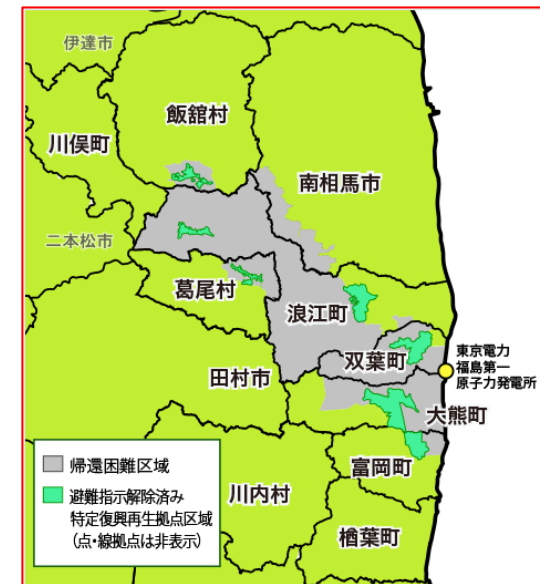 伊達市
飯舘村
川俣町
南相馬市
二本松市
葛尾村
浪江町
双葉町
東京電力
福島第一
原子力発電所
田村市
大熊町
帰還困難区域
富岡町
避難指示解除済み
特定復興再生拠点区域
(点・線拠点は非表示)
川内村
楢葉町